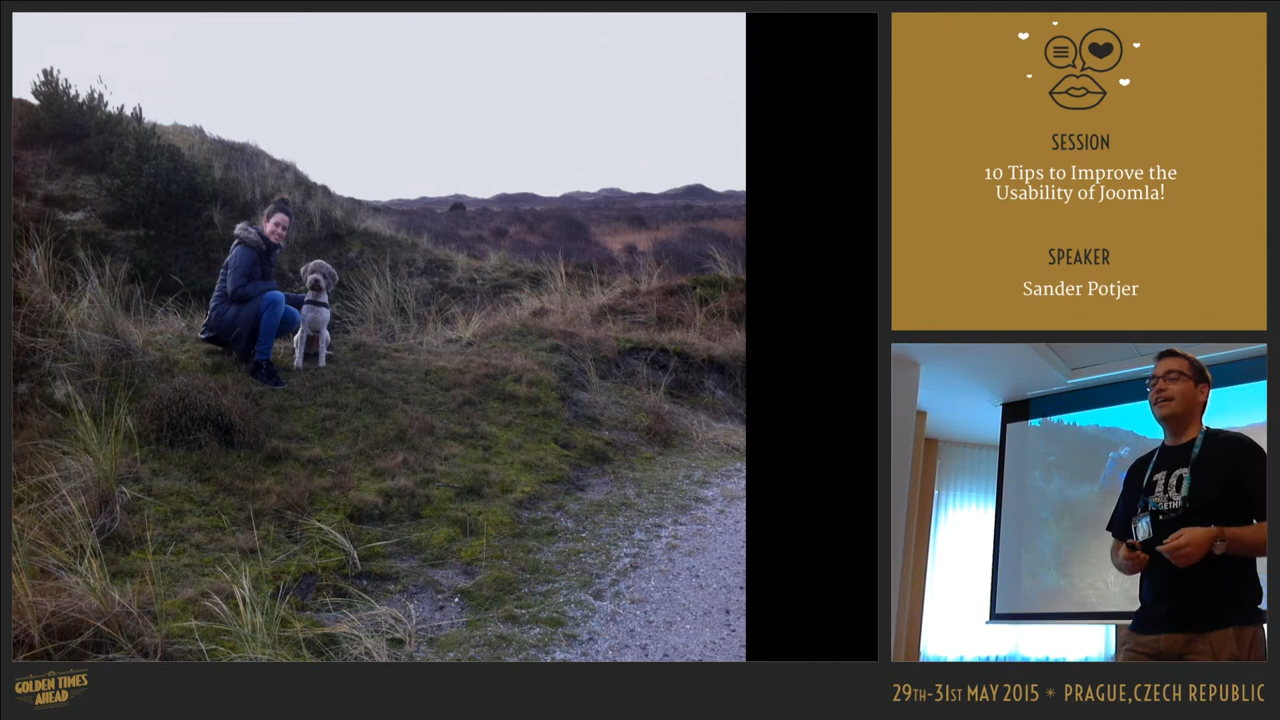 SESSION
10 Tips to Improve the
Usability of Joomla!
SPEAKER
Sander Potjer
10
GOLDEN TIMES
AHEAD
29TH-31ST MAY 2015 * PRAGUE,CZECH REPUBLIC